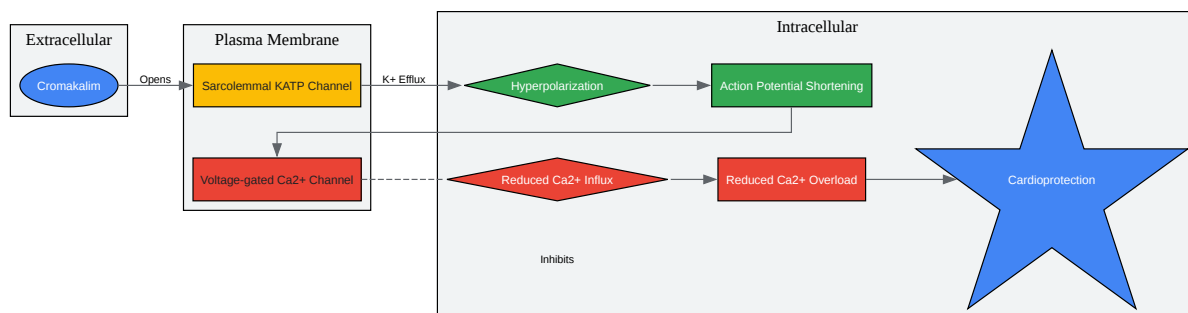 Extracellular
Plasma Membrane
Intracellular
Cromakalim
Opens
Sarcolemmal KATP Channel
K+ Efflux
Hyperpolarization
Action Potential Shortening
Voltage-gated Ca2+ Channel
Reduced Ca2+ Influx
Reduced Ca2+ Overload
Cardioprotection
Inhibits